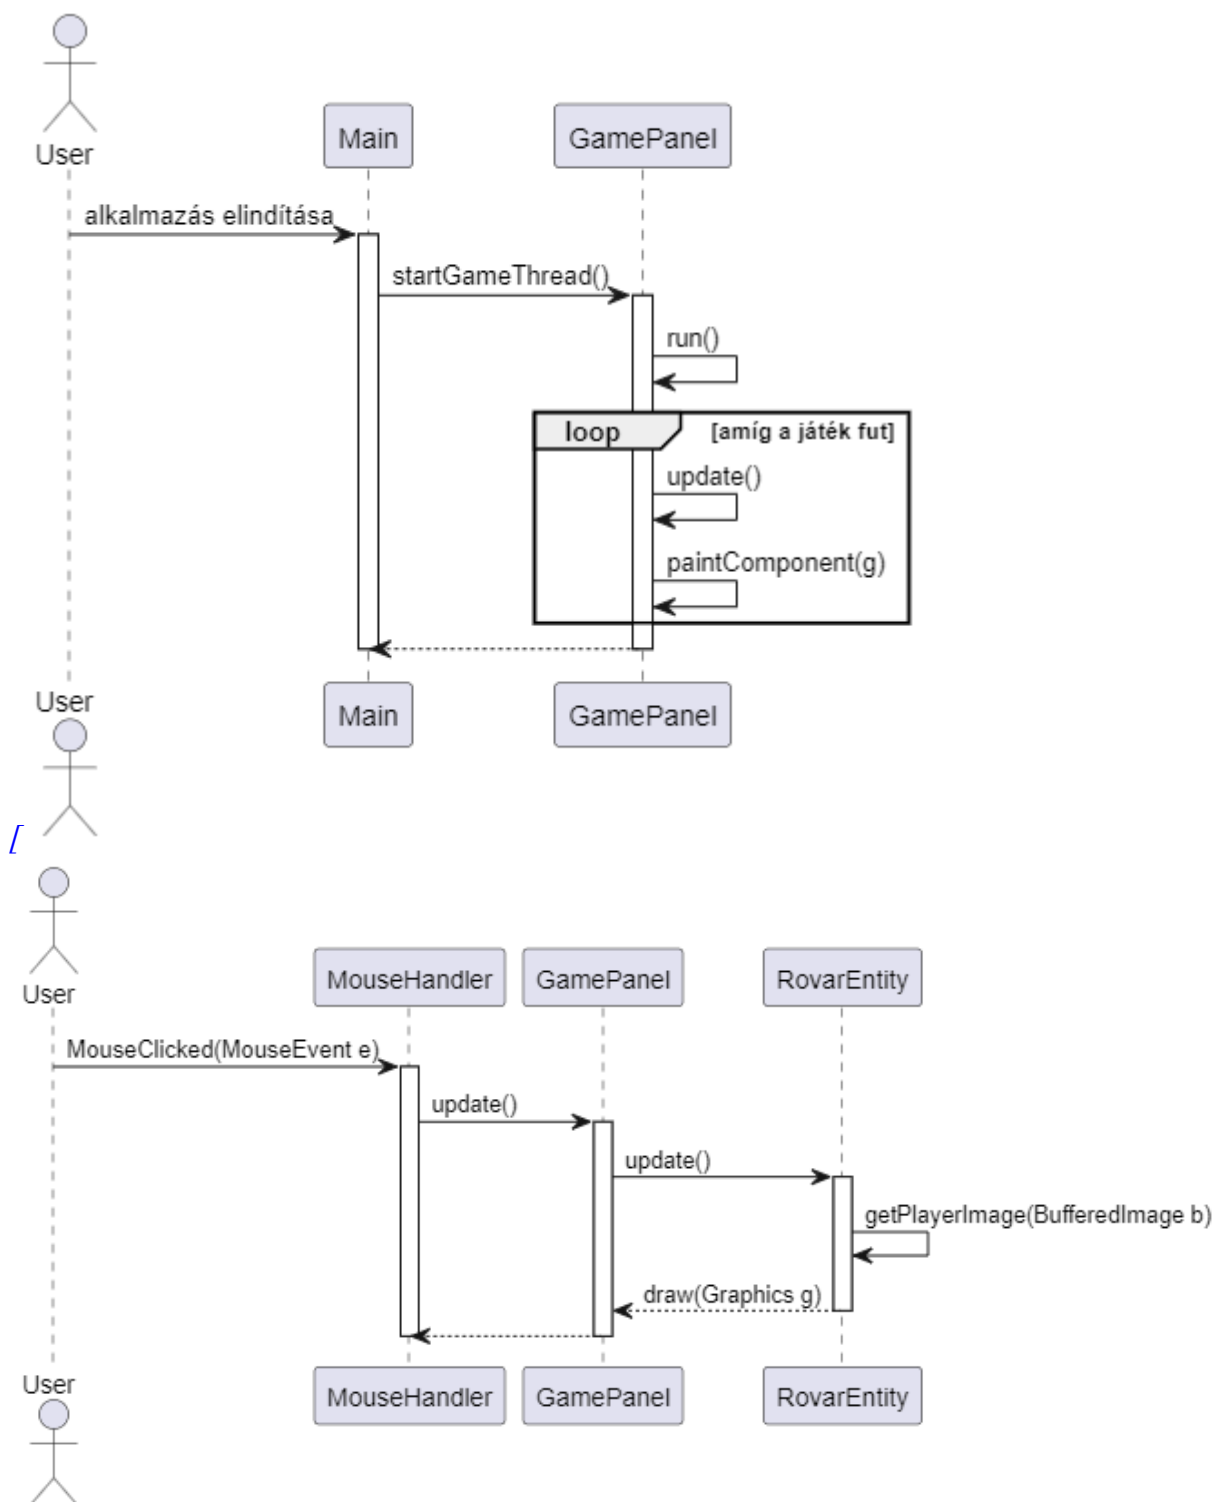 User
Main
GamePanel
alkalmazás elindítása
startGameThread()
run()
loop
[amíg a játék fut]
update()
paintComponent(g)
User
Main
GamePanel
[
User
MouseHandler
GamePanel
RovarEntity
MouseClicked(MouseEvent e)
update()
update()
getPlayerImage(BufferedImage b)
draw(Graphics g)
User
MouseHandler
GamePanel
RovarEntity